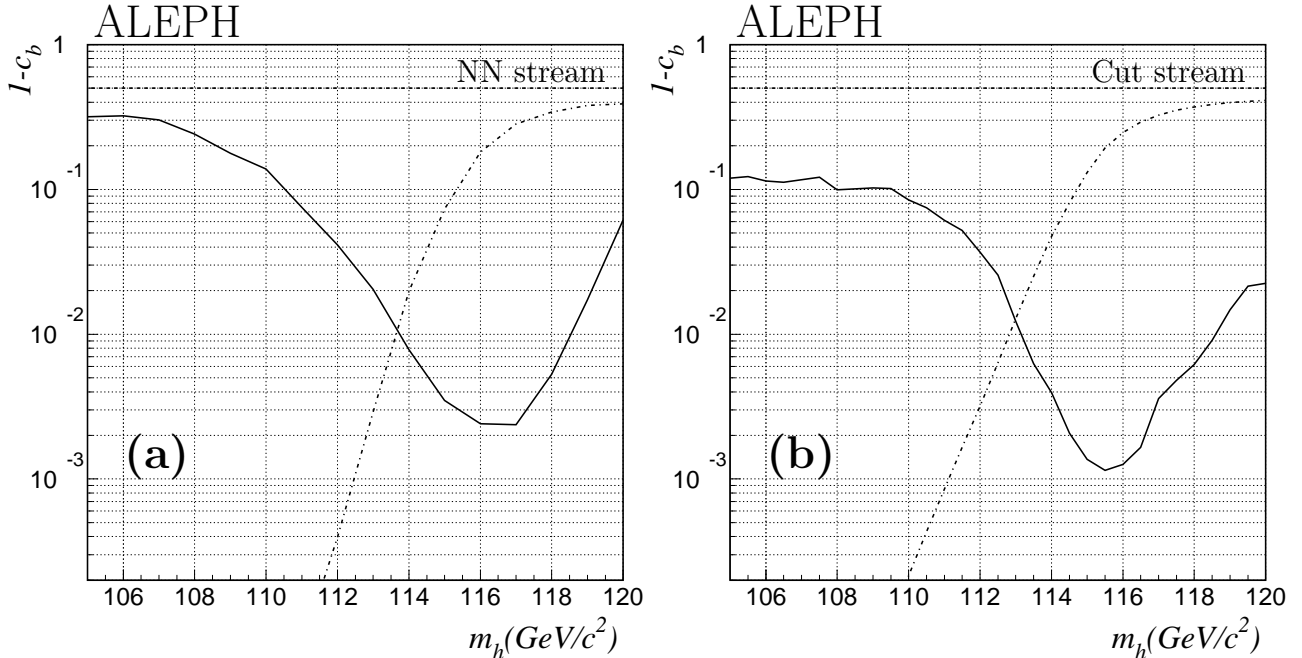 ALEPH
1-c_b
NN stream
1
10^-1
10^-2
10^-3
(a)
106 108 110 112 114 116 118 120
m_h(GeV/c^2)
ALEPH
1-c_b
Cut stream
1
10^-1
10^-2
10^-3
(b)
106 108 110 112 114 116 118 120
m_h(GeV/c^2)